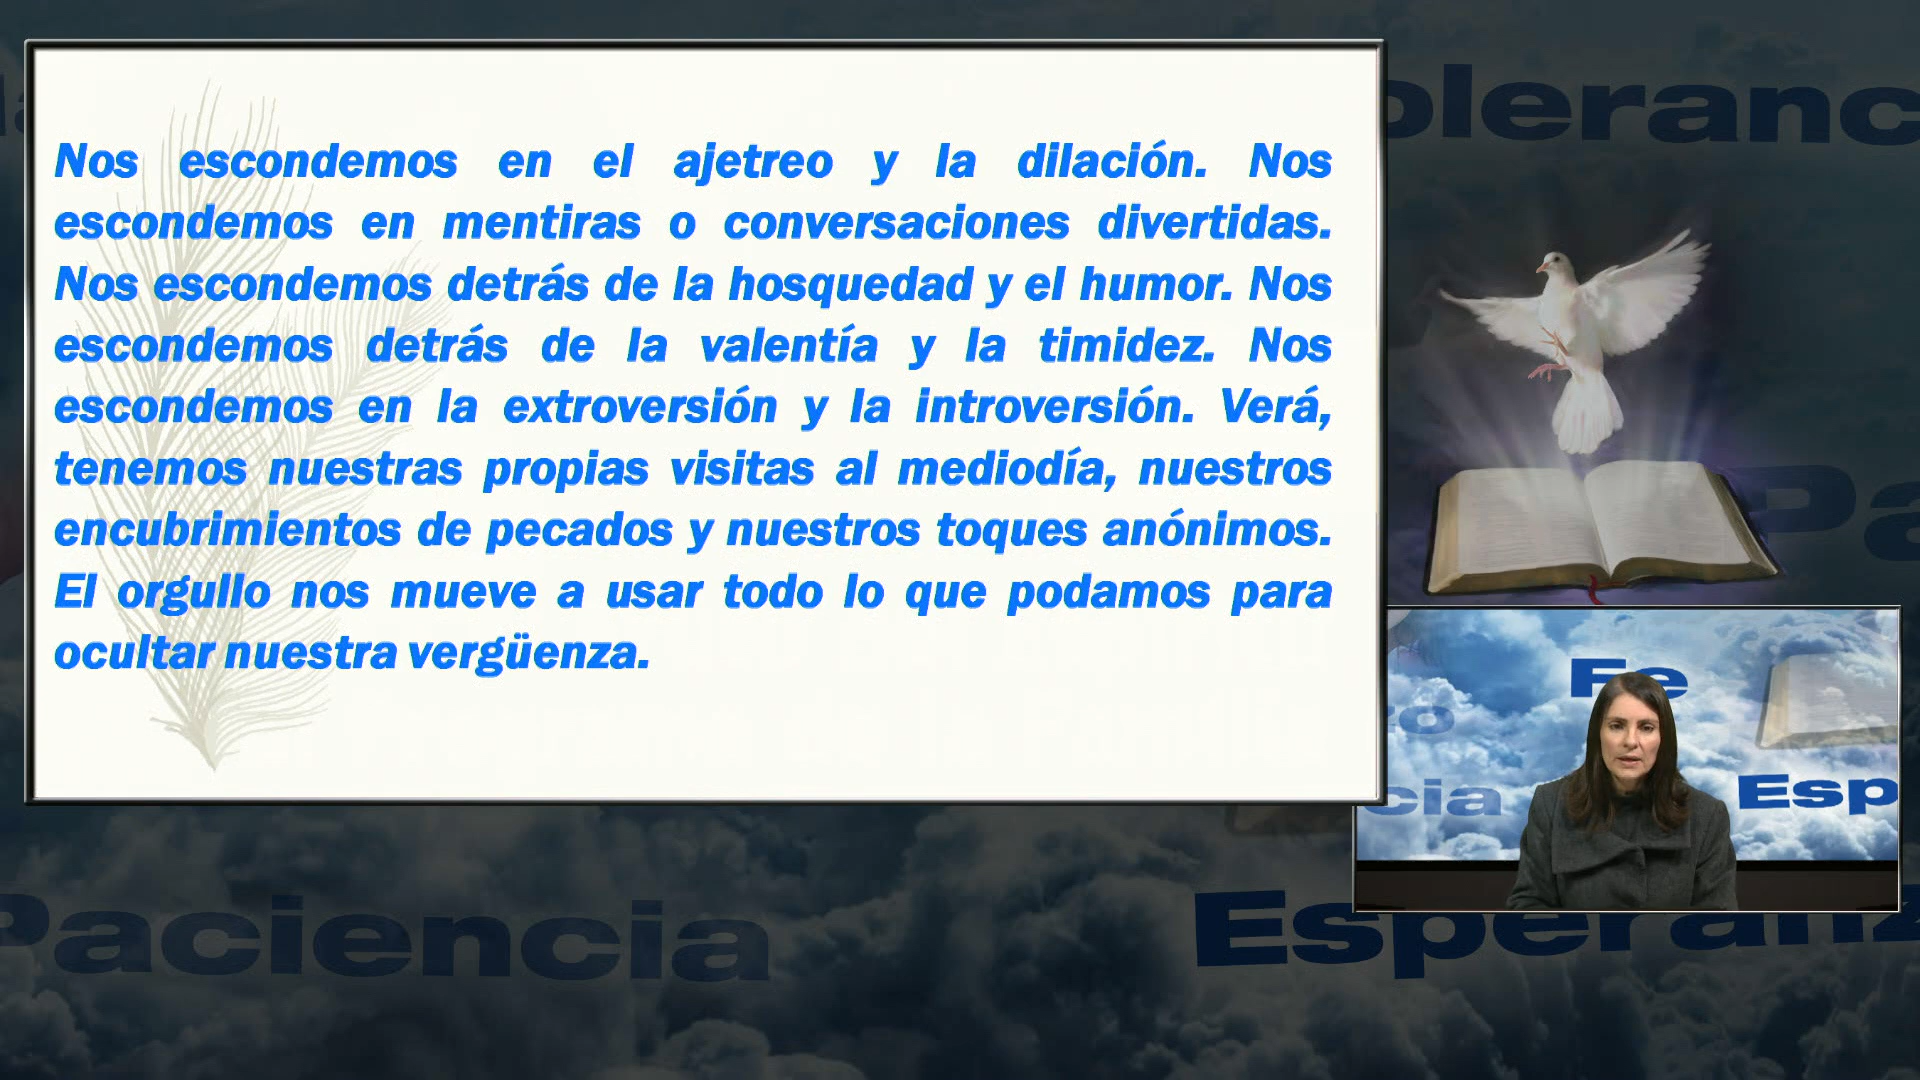 Nos escondemos en el ajetreo y la dilación. Nos
escondemos en mentiras o conversaciones divertidas.
Nos escondemos detrás de la hosquedad y el humor. Nos
escondemos detrás de la valentía y la timidez. Nos
escondemos en la extroversión y la introversión. Verá,
tenemos nuestras propias visitas al mediodía, nuestros
encubrimientos de pecados y nuestros toques anónimos.
El orgullo nos mueve a usar todo lo que podamos para
ocultar nuestra vergüenza.
oleranc
Pa
Fe
cia
Esp
Paciencia
Esperanz